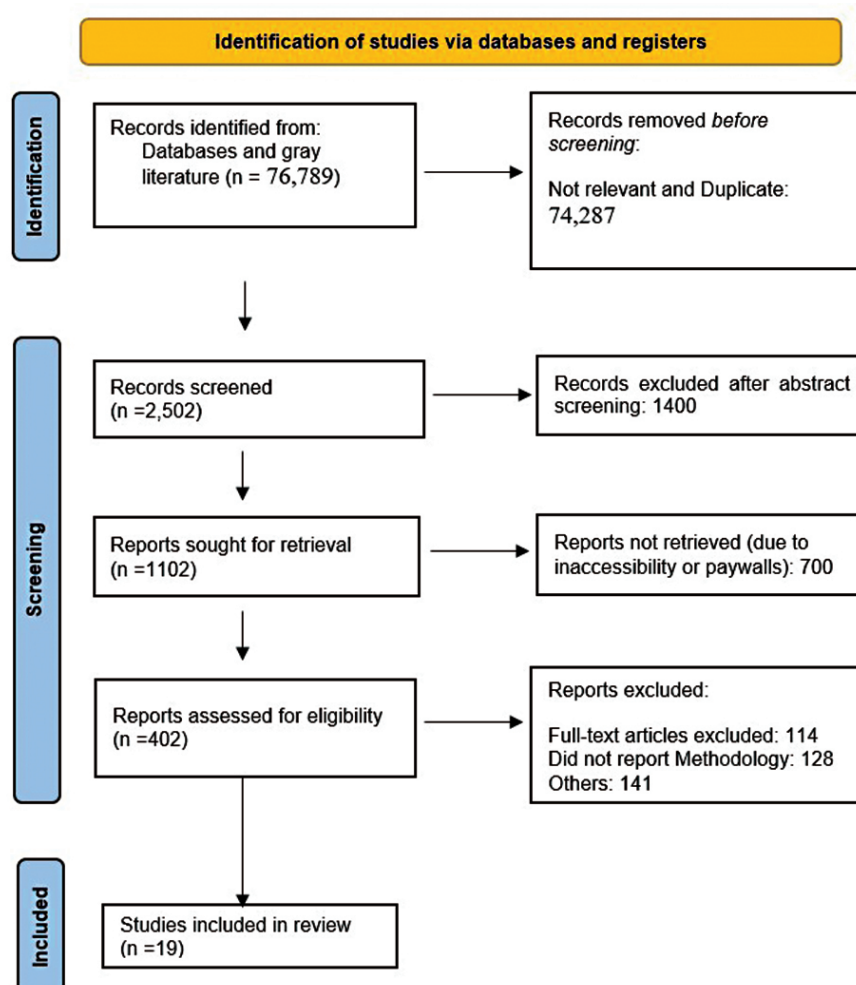 Identification of studies via databases and registers
Identification
Records identified from:
Databases and gray
literature (n = 76,789)
Records removed before
screening:
Not relevant and Duplicate:
74,287
Screening
Records screened
(n =2,502)
Records excluded after abstract
screening: 1400
Reports sought for retrieval
(n =1102)
Reports not retrieved (due to
inaccessibility or paywalls): 700
Reports assessed for eligibility
(n =402)
Reports excluded:
Full-text articles excluded: 114
Did not report Methodology: 128
Others: 141
Included
Studies included in review
(n =19)